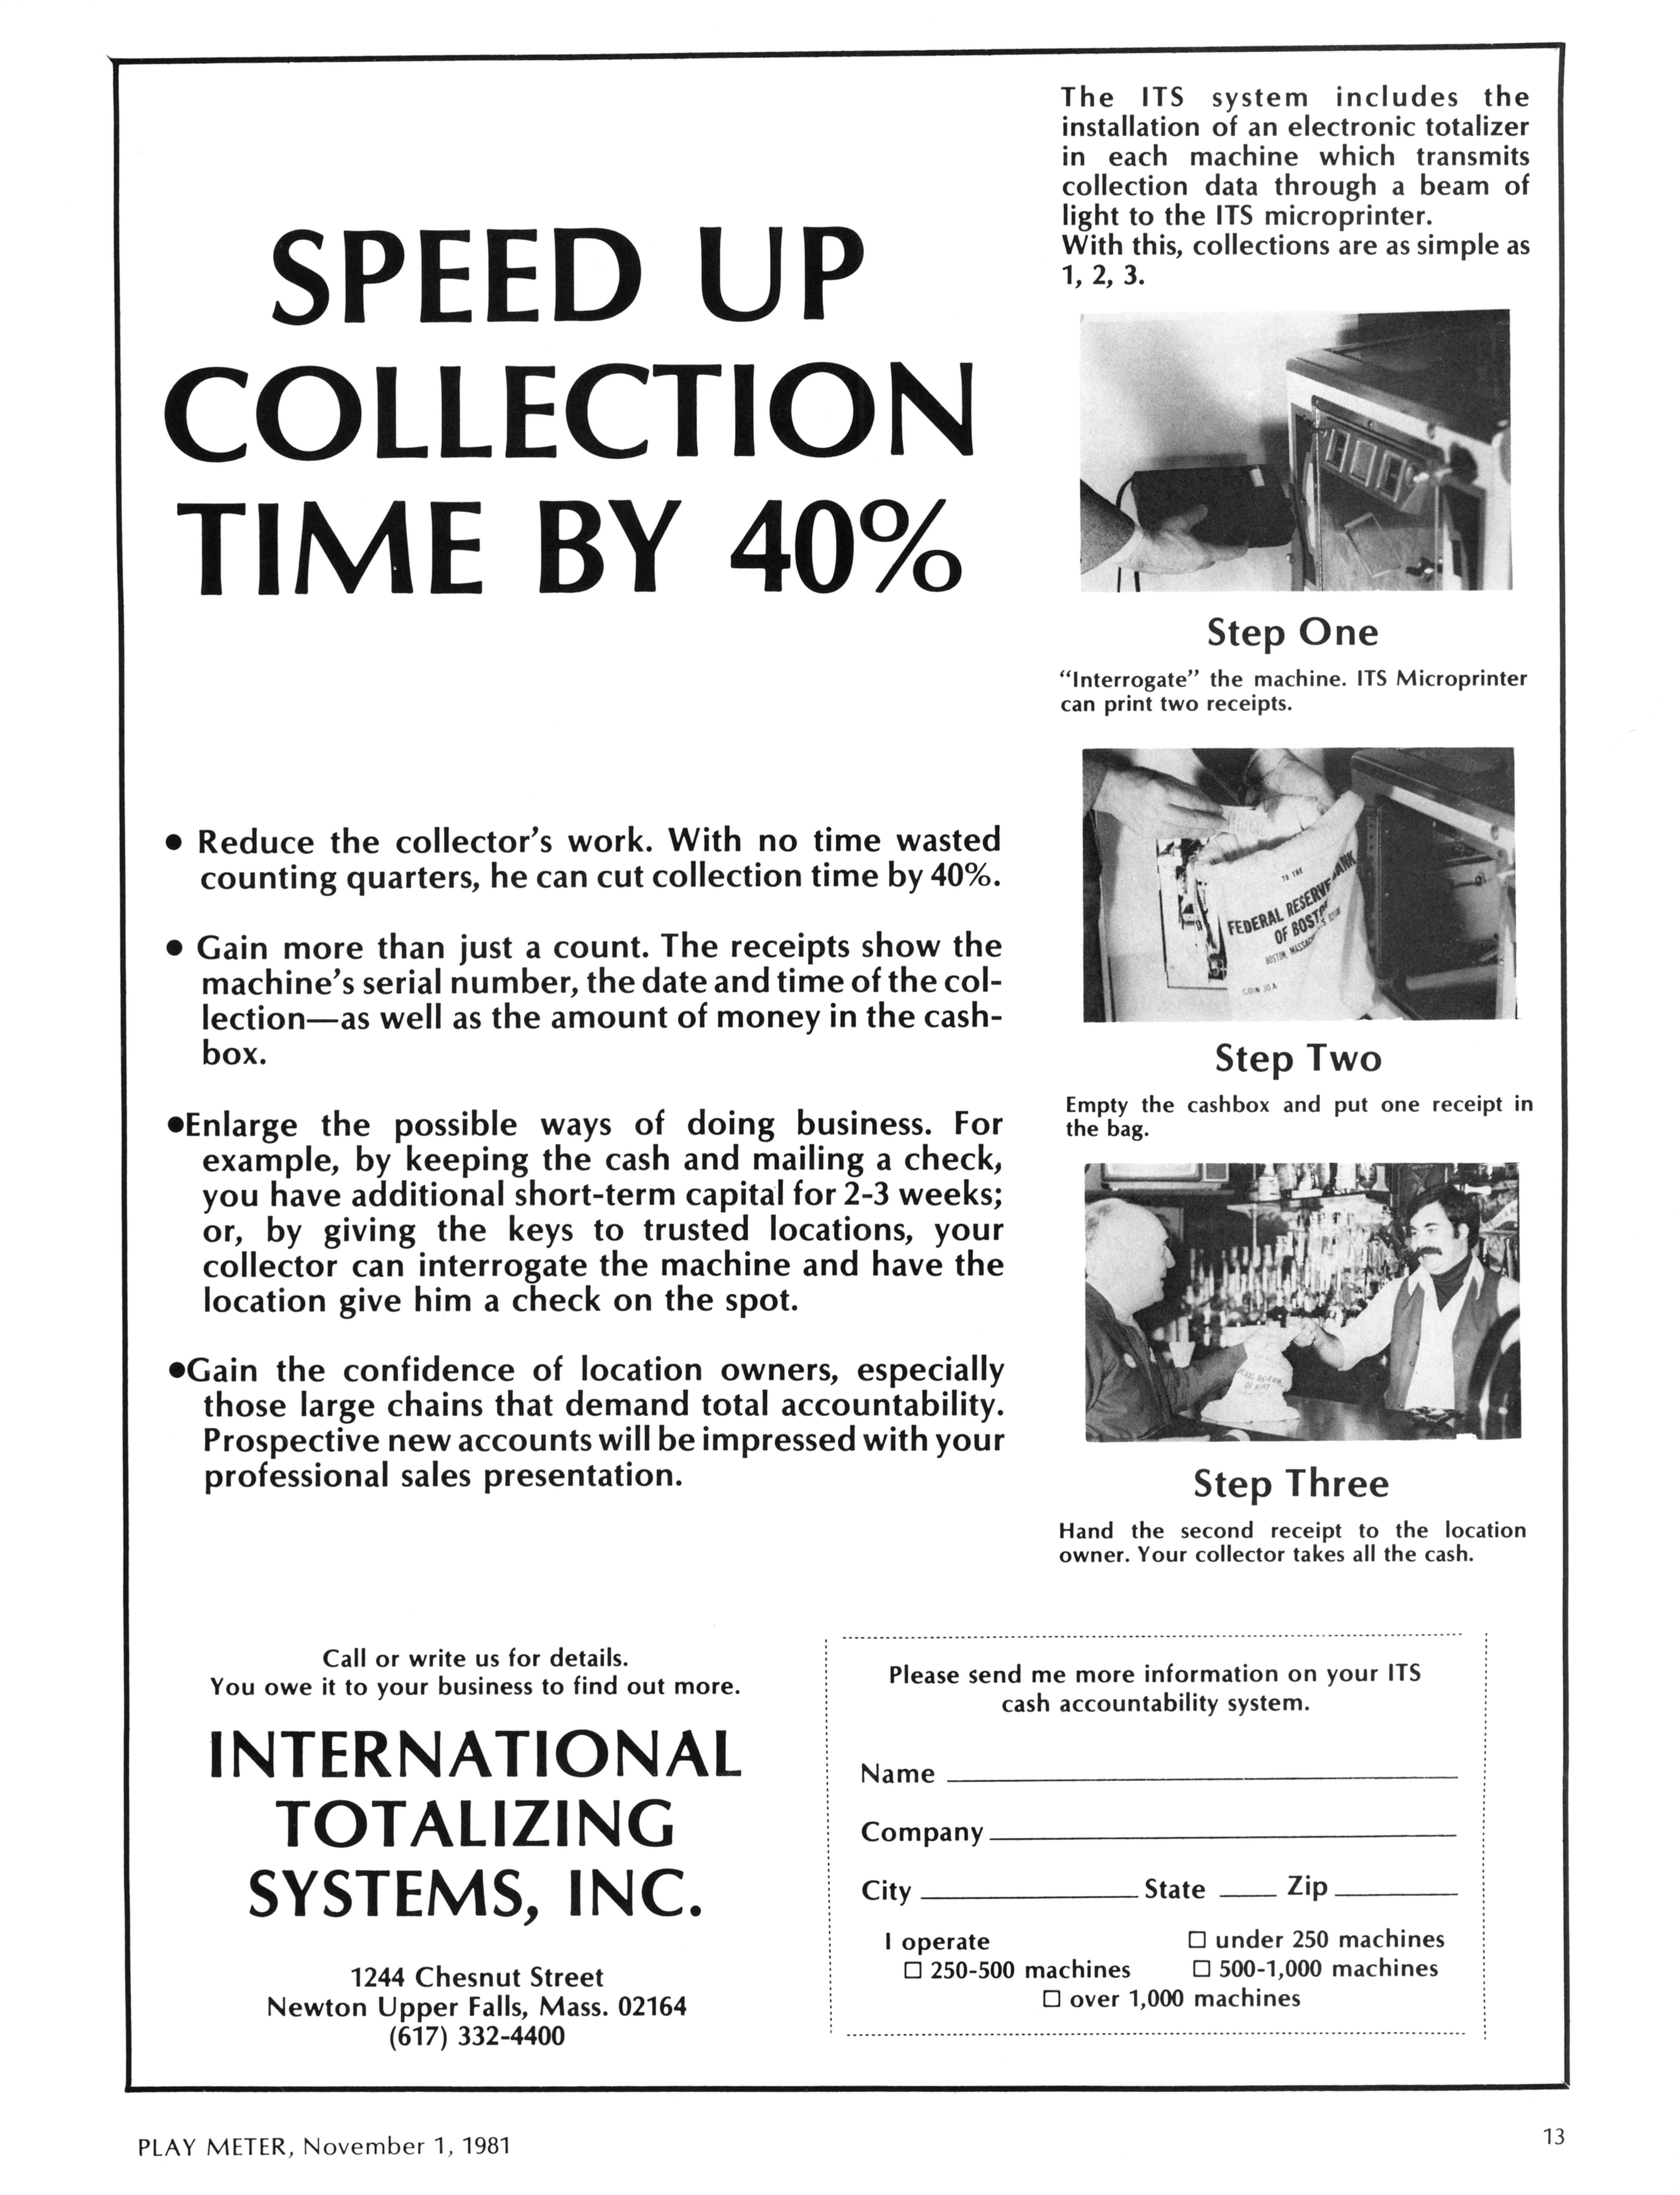 SPEED UP
COLLECTION
TIME BY 40%
● Reduce the collector's work. With no time wasted
counting quarters, he can cut collection time by 40%.
● Gain more than just a count. The receipts show the
machine's serial number, the date and time of the col-
lection—as well as the amount of money in the cash-
box.
●Enlarge the possible ways of doing business. For
example, by keeping the cash and mailing a check,
you have additional short-term capital for 2-3 weeks;
or, by giving the keys to trusted locations, your
collector can interrogate the machine and have the
location give him a check on the spot.
●Gain the confidence of location owners, especially
those large chains that demand total accountability.
Prospective new accounts will be impressed with your
professional sales presentation.
The ITS system includes the
installation of an electronic totalizer
in each machine which transmits
collection data through a beam of
light to the ITS microprinter.
With this, collections are as simple as
1, 2, 3.
Step One
“Interrogate” the machine. ITS Microprinter
can print two receipts.
TO THE
FEDERAL RESERVE BANK
OF BOSTON
BOSTON, MASSAC
COIN
Step Two
Empty the cashbox and put one receipt in
the bag.
Step Three
Hand the second receipt to the location
owner. Your collector takes all the cash.
Call or write us for details.
You owe it to your business to find out more.
INTERNATIONAL
TOTALIZING
SYSTEMS, INC.
1244 Chesnut Street
Newton Upper Falls, Mass. 02164
(617) 332-4400
Please send me more information on your ITS
cash accountability system.
Name
Company
City State Zip
I operate □ under 250 machines
□ 250-500 machines □ 500-1,000 machines
□ over 1,000 machines
PLAY METER, November 1, 1981
13